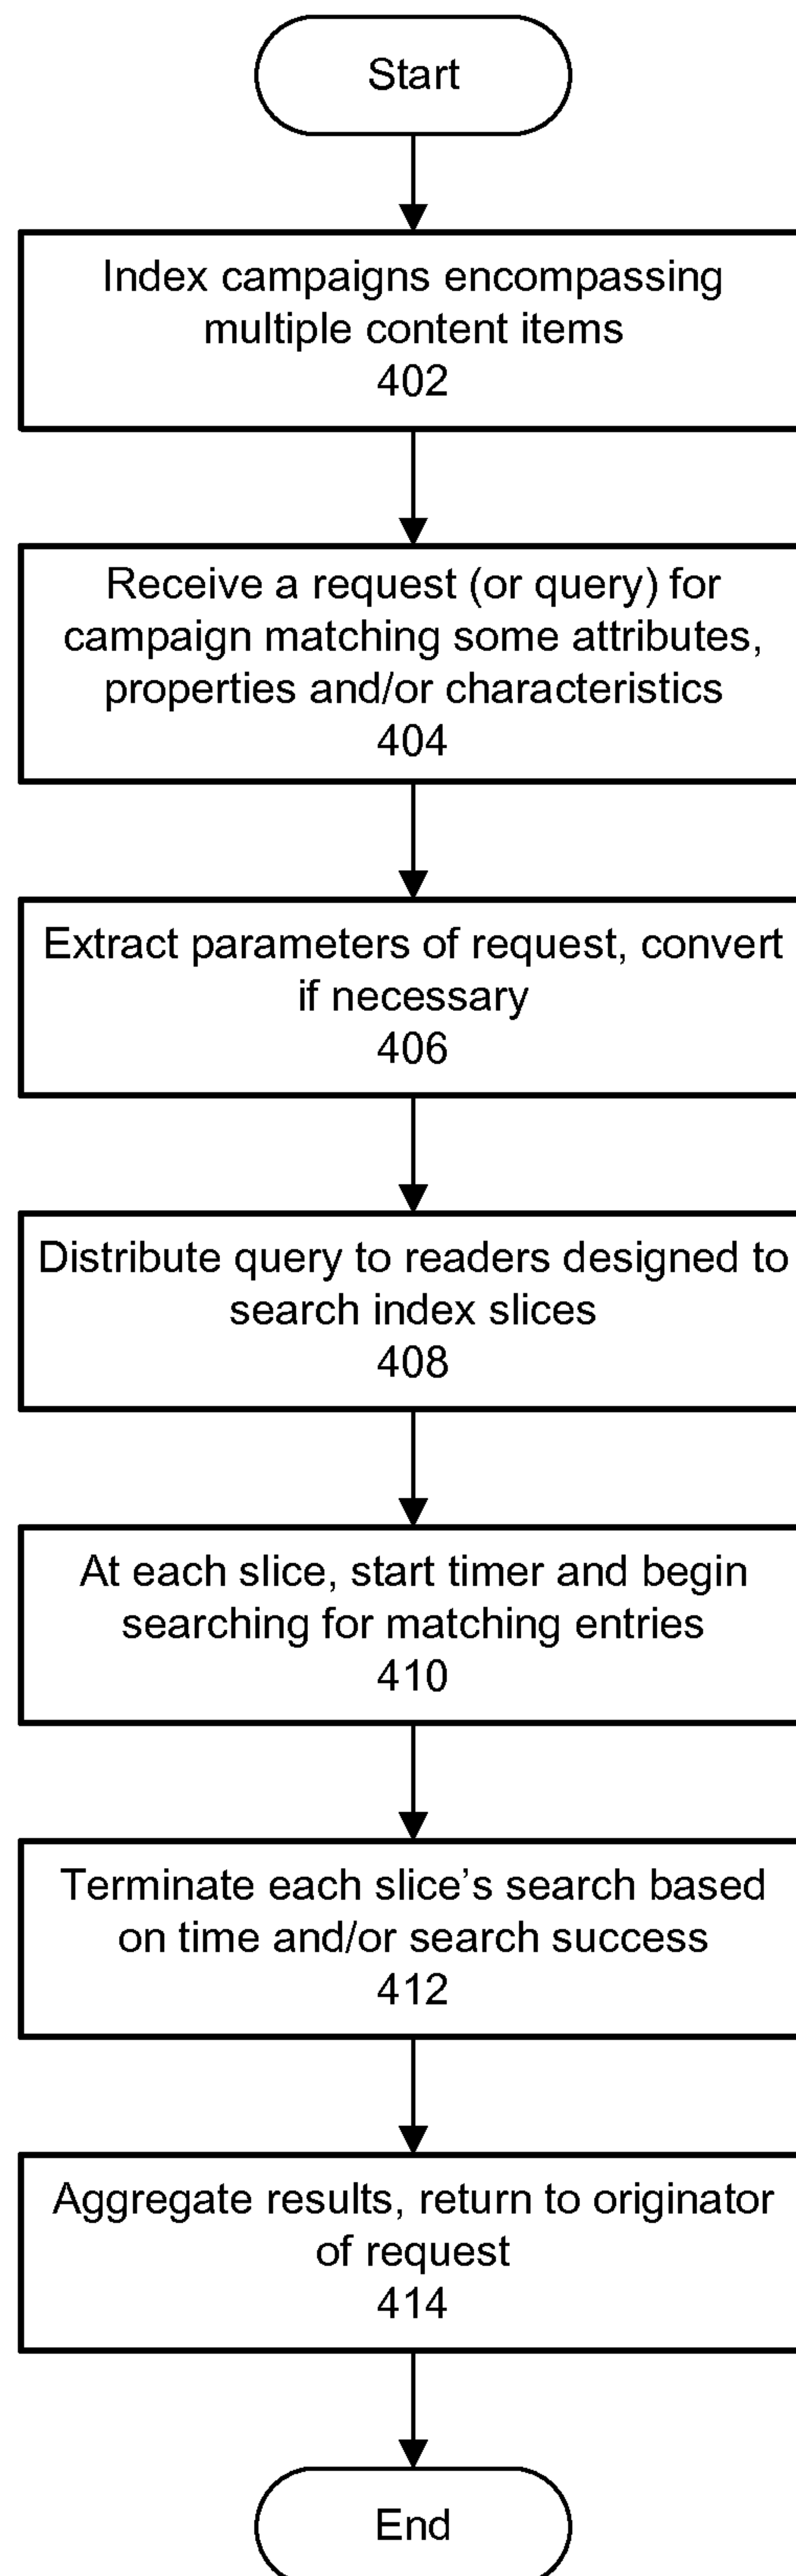 Start
Index campaigns encompassing
multiple content items
402
Receive a request (or query) for
campaign matching some attributes,
properties and/or characteristics
404
Extract parameters of request, convert
if necessary
406
Distribute query to readers designed to
search index slices
408
At each slice, start timer and begin
searching for matching entries
410
Terminate each slice’s search based
on time and/or search success
412
Aggregate results, return to originator
of request
414
End